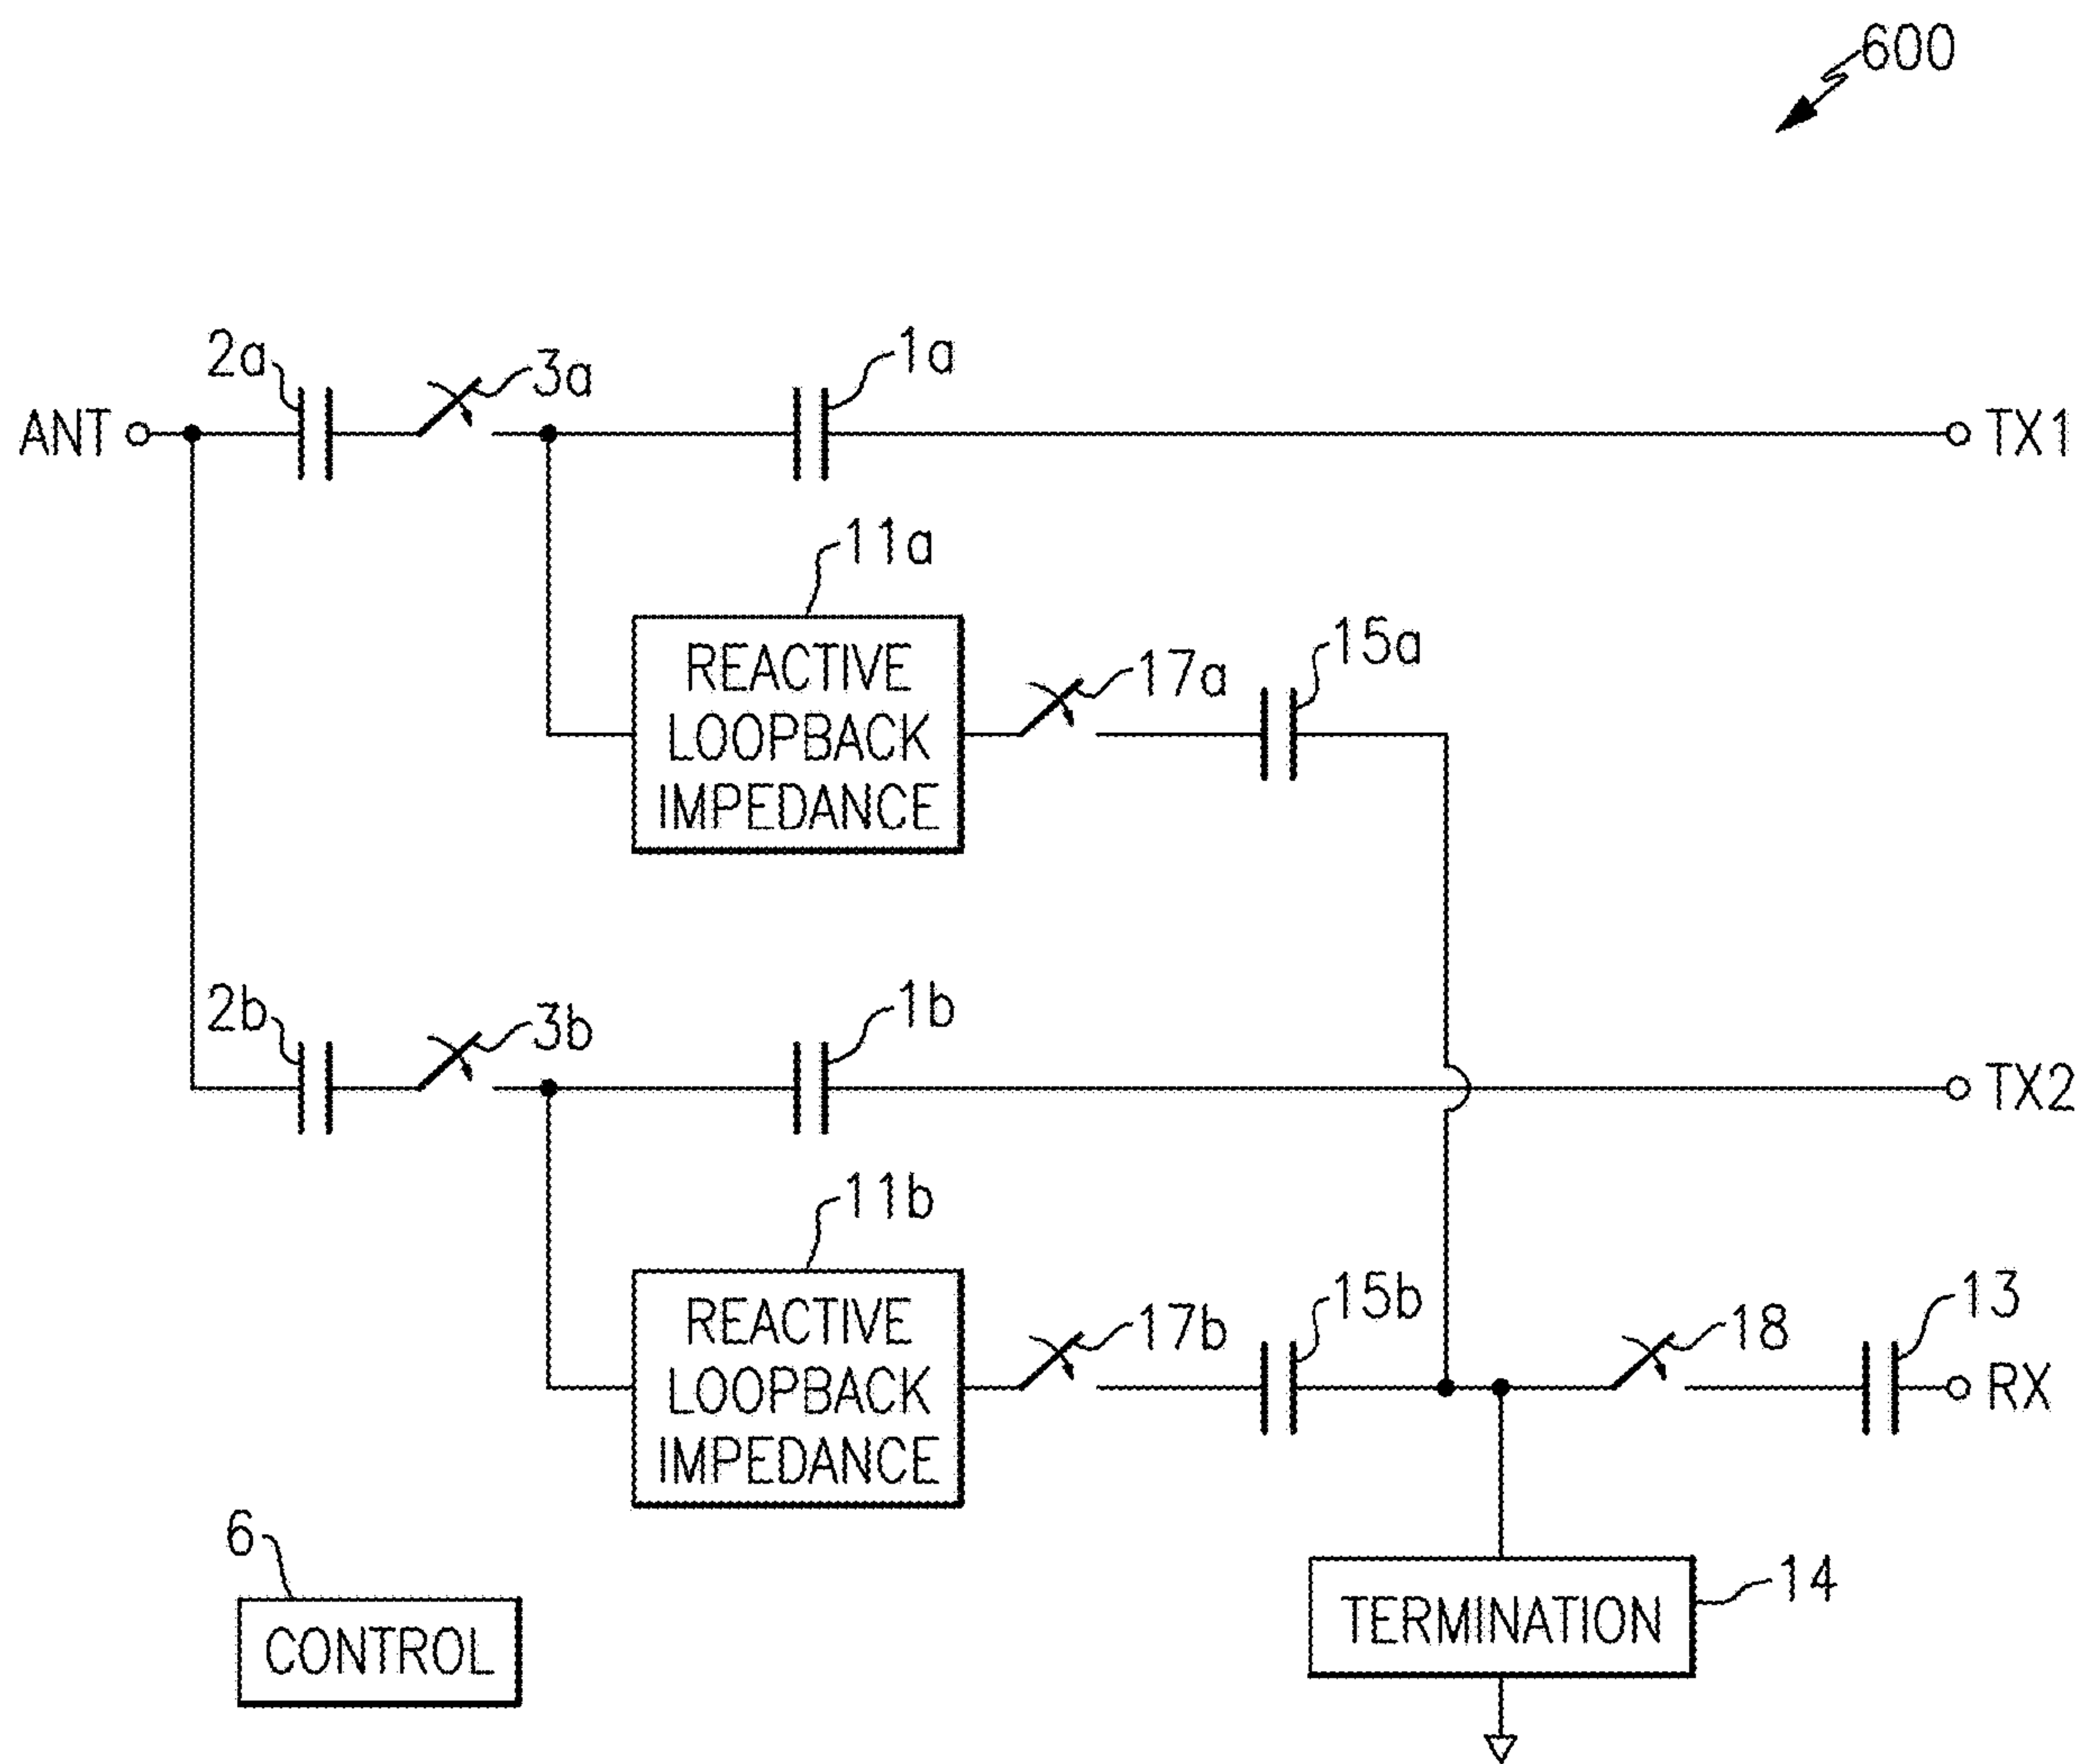 600
2a
3a
1a
ANT
TX1
11a
REACTIVE
LOOPBACK
IMPEDANCE
17a
15a
2b
3b
1b
TX2
11b
REACTIVE
LOOPBACK
IMPEDANCE
17b
15b
18
13
RX
6
CONTROL
TERMINATION
14